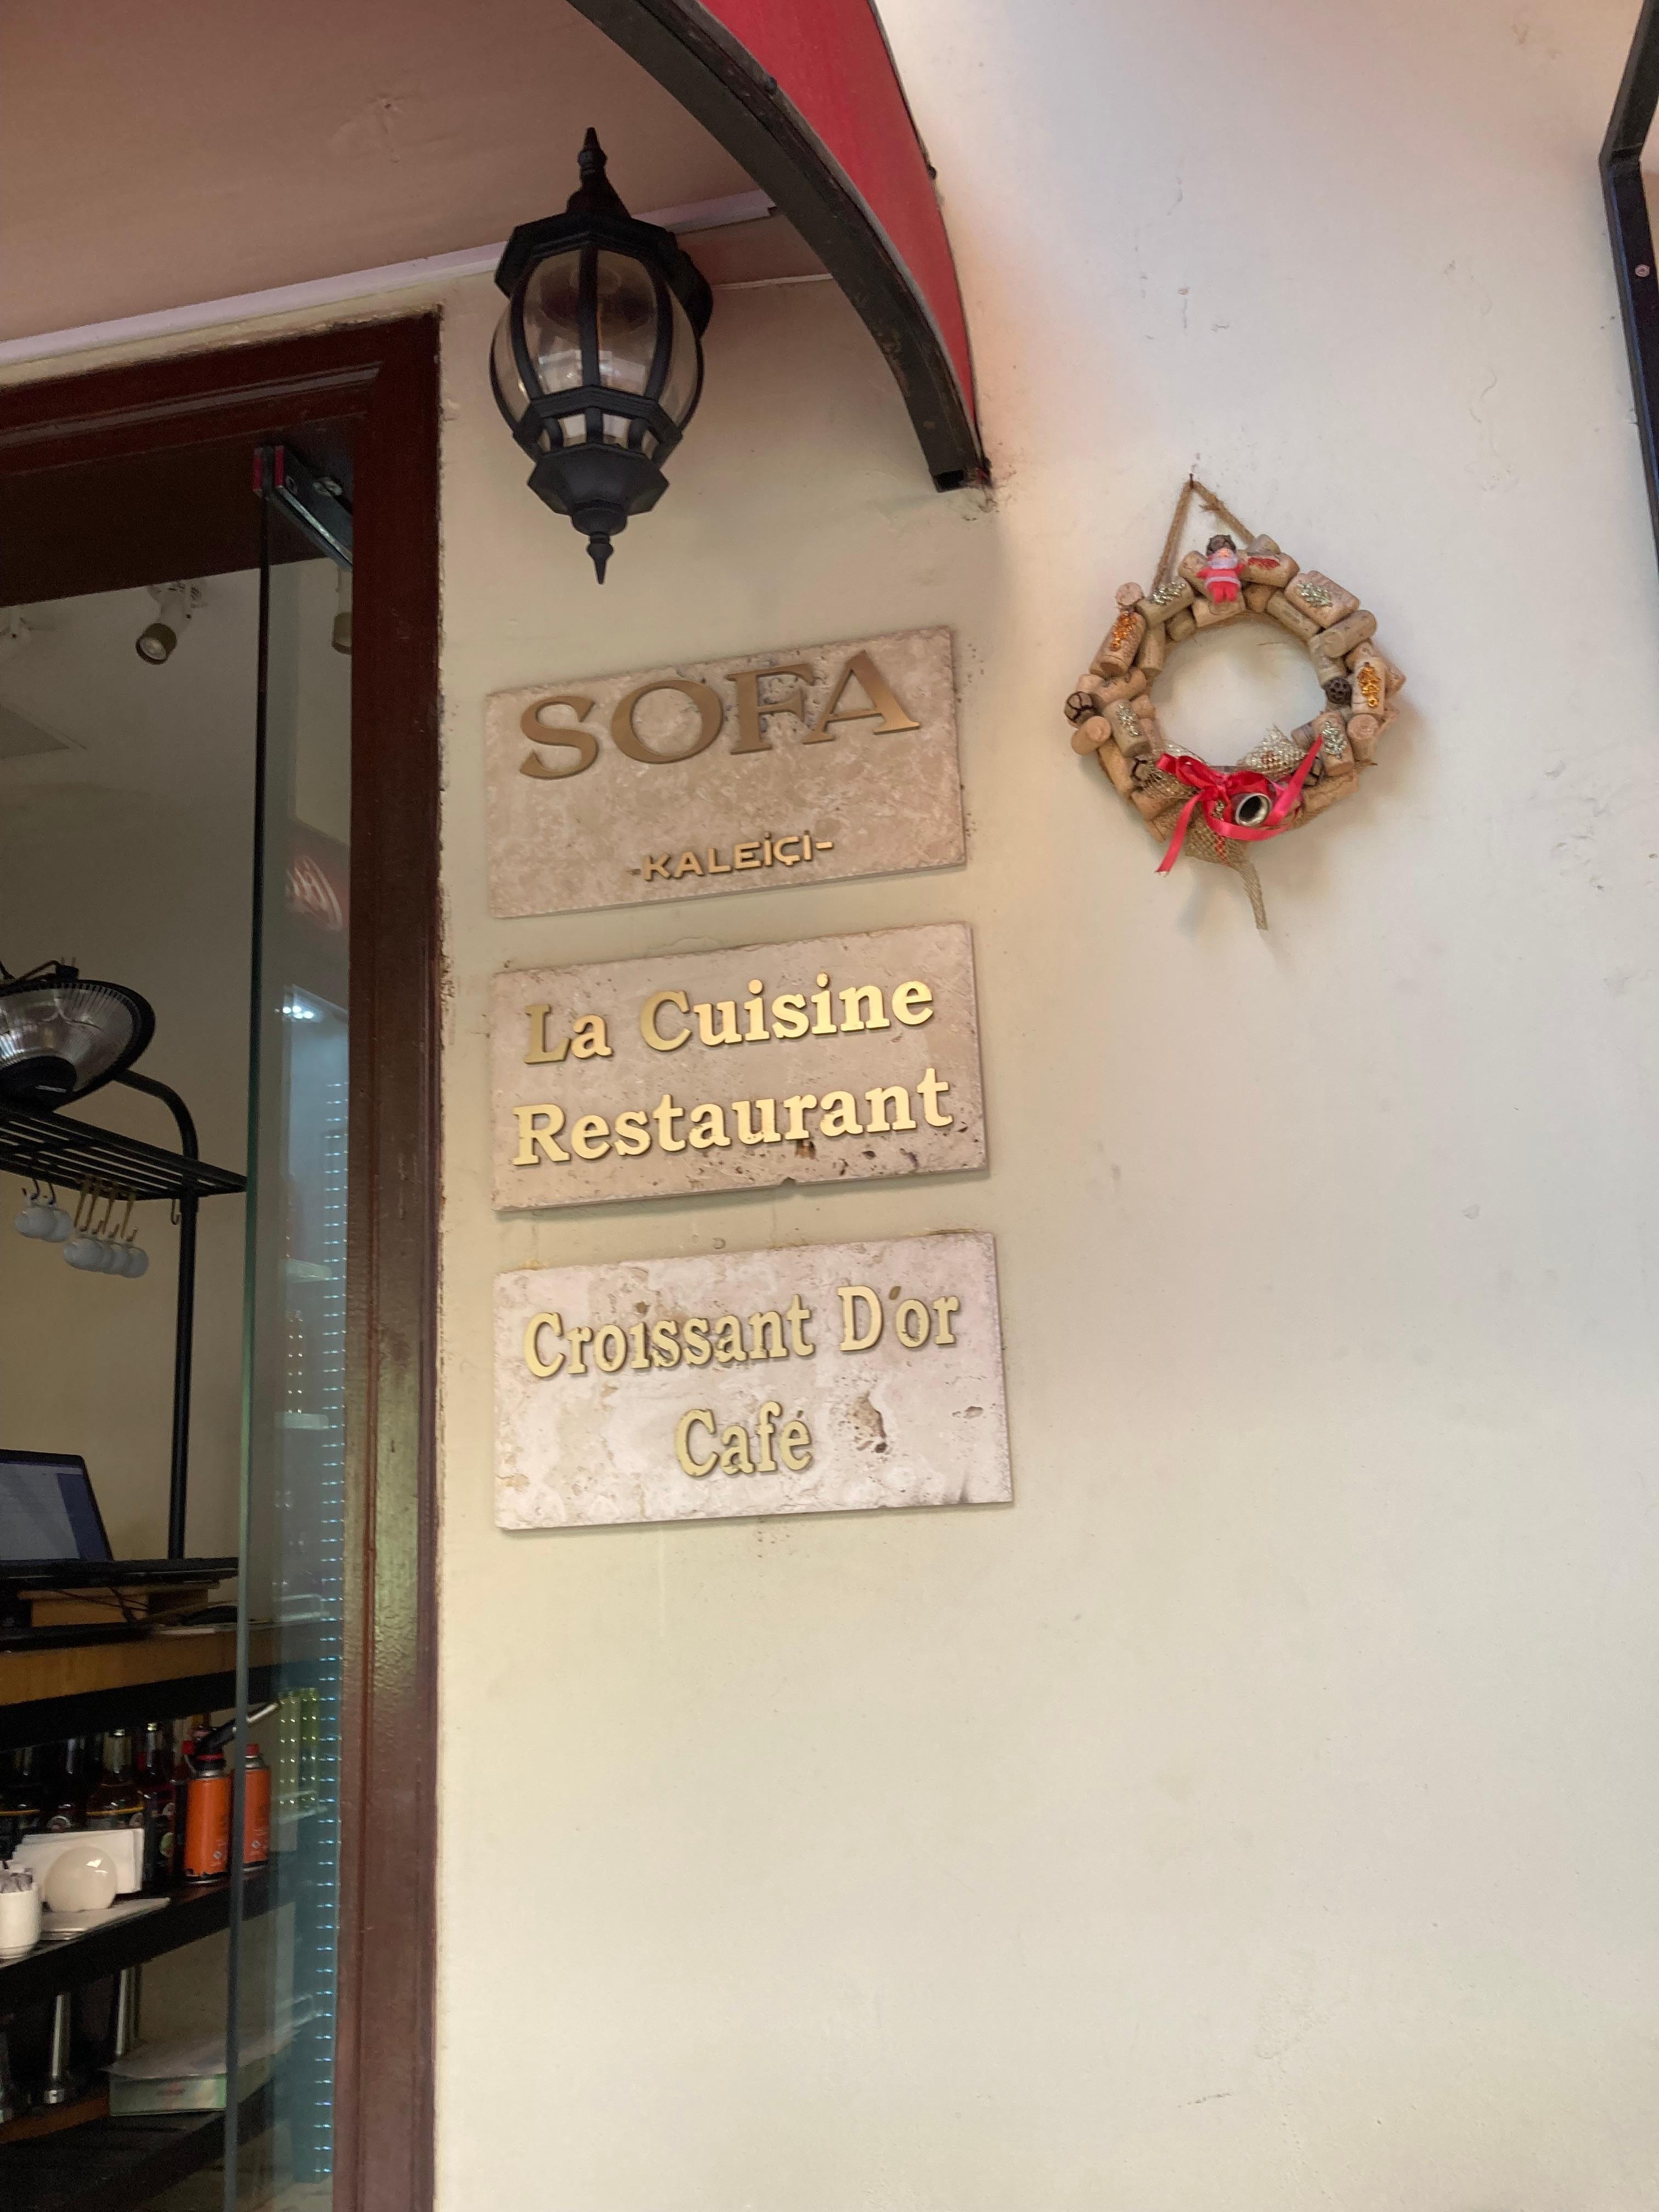 SOFA
-KALEİÇİ-
La Cuisine
Restaurant
Croissant D'or
Café